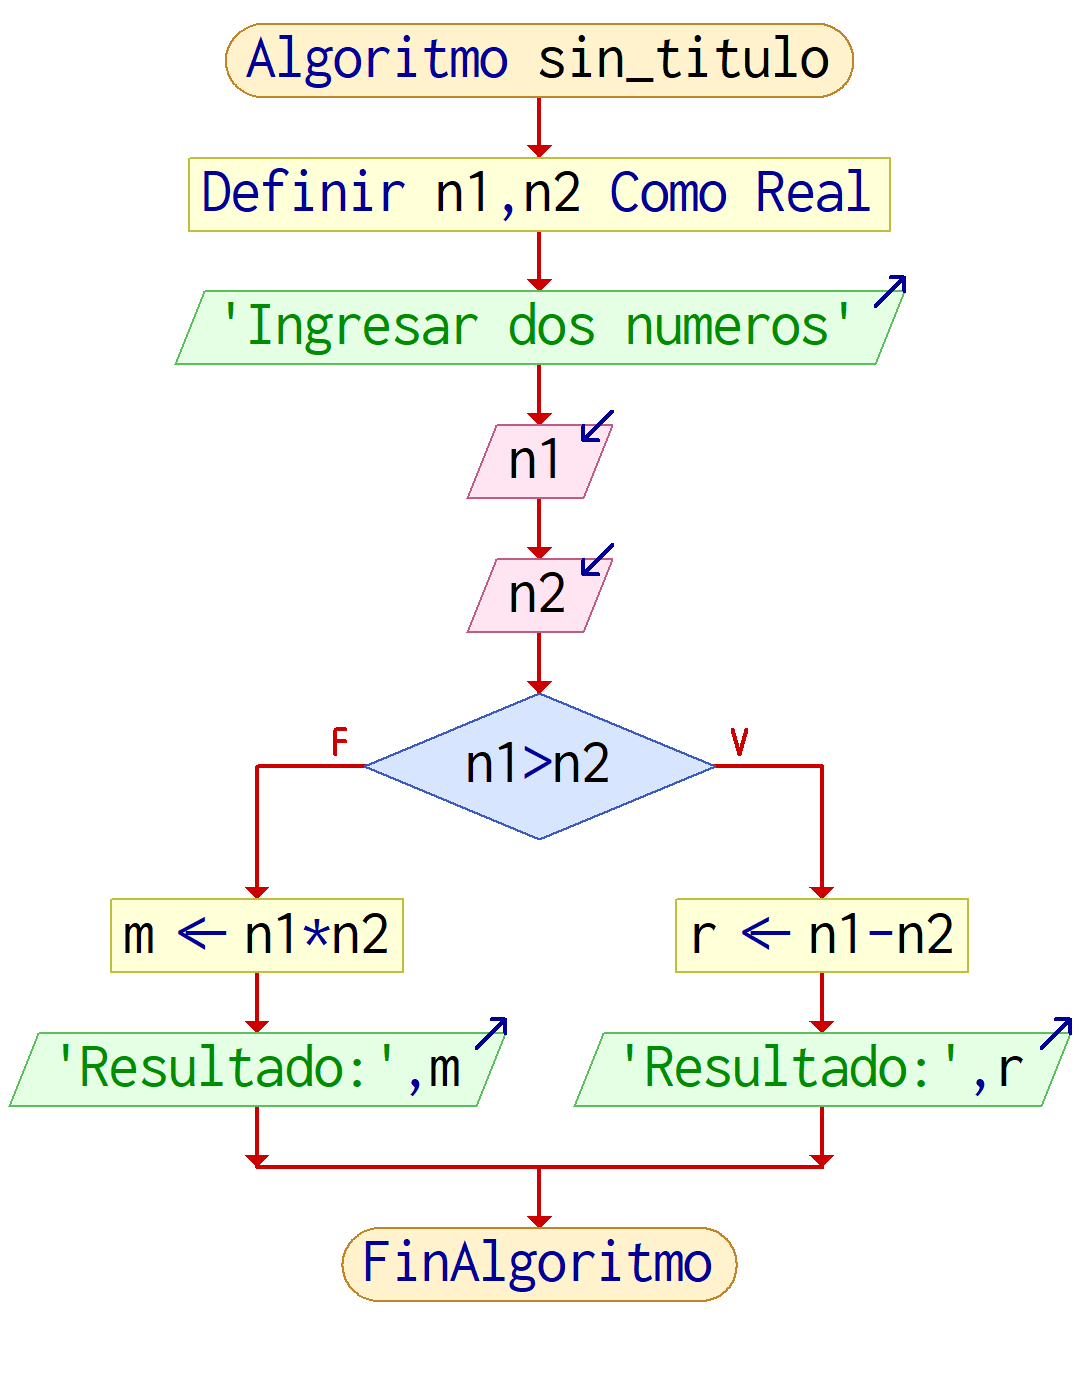 Algoritmo sin_titulo
Definir n1,n2 Como Real
'Ingresar dos numeros'
n1
n2
F
V
n1>n2
m ← n1*n2
r ← n1-n2
'Resultado:',m
'Resultado:',r
FinAlgoritmo